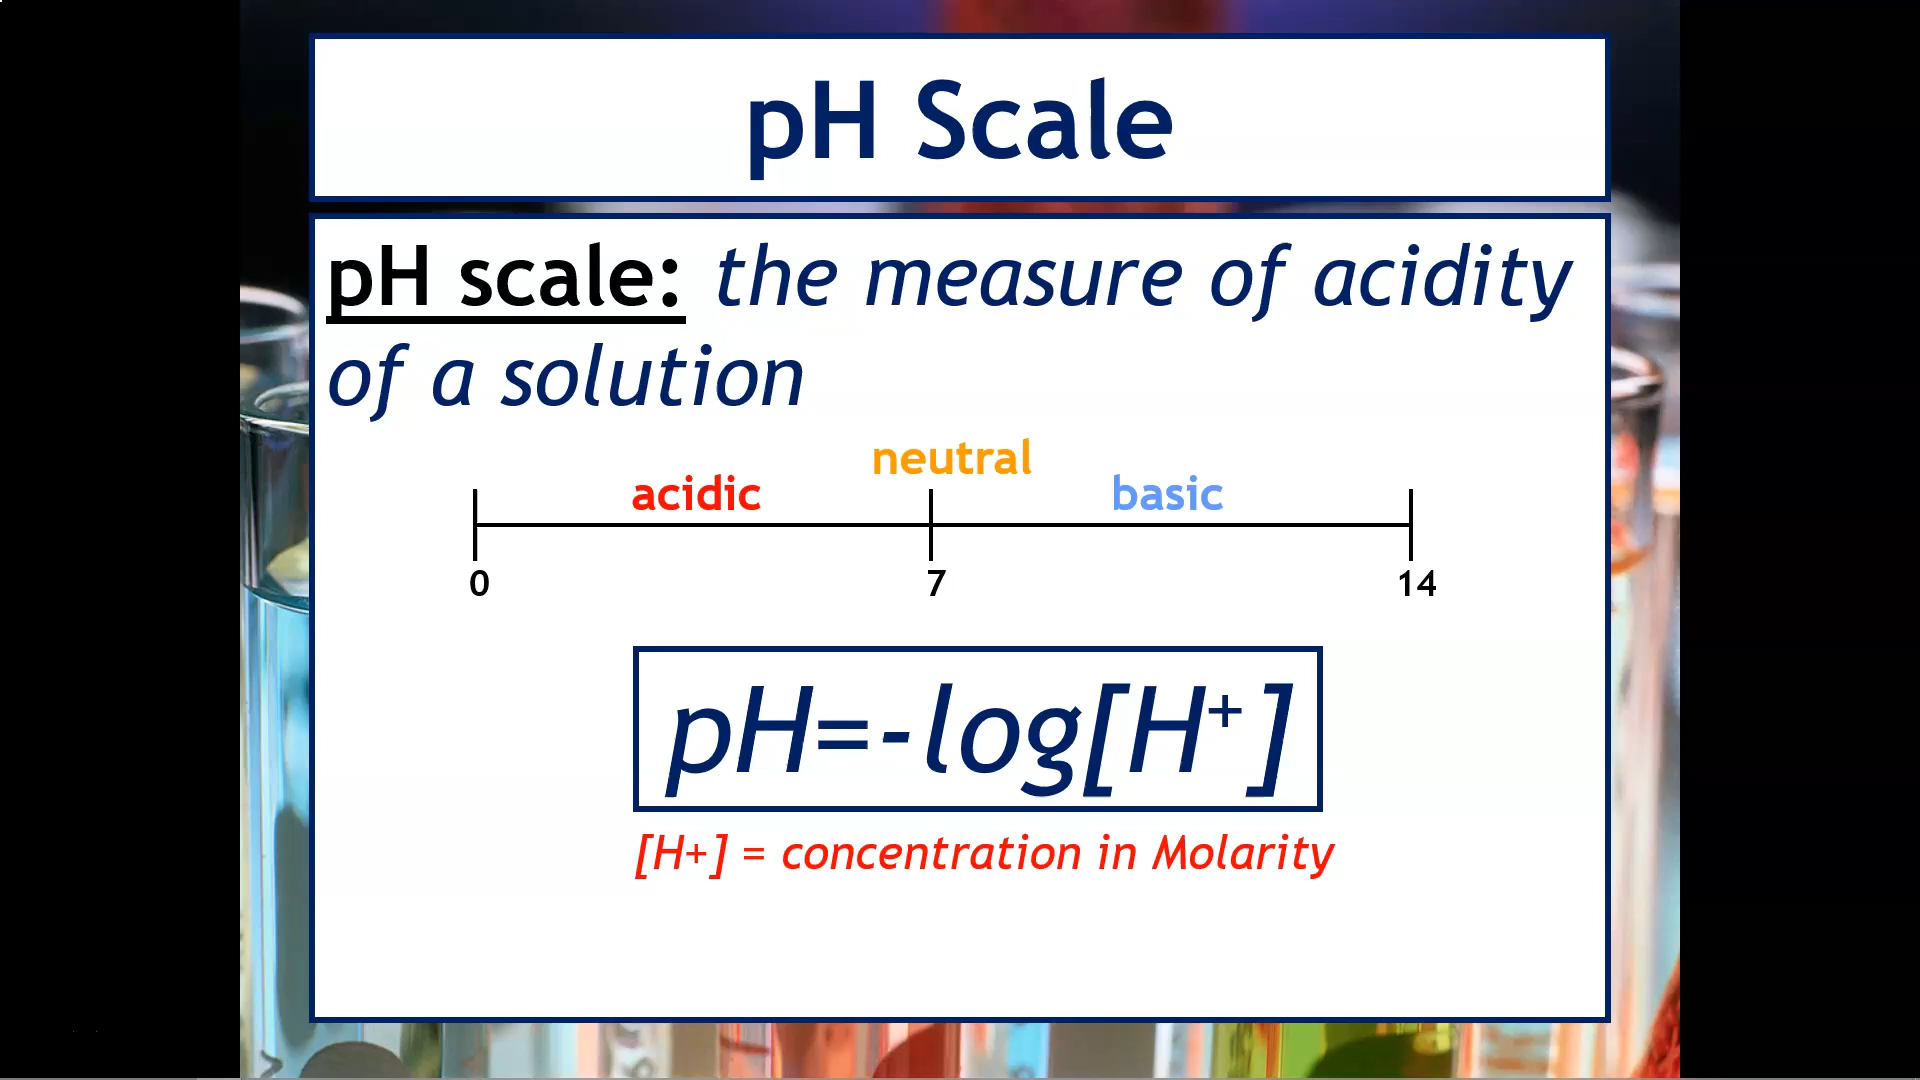 pH Scale
pH scale: the measure of acidity
of a solution
neutral
acidic basic
0 7 14
pH=-log[H⁺]
[H+] = concentration in Molarity